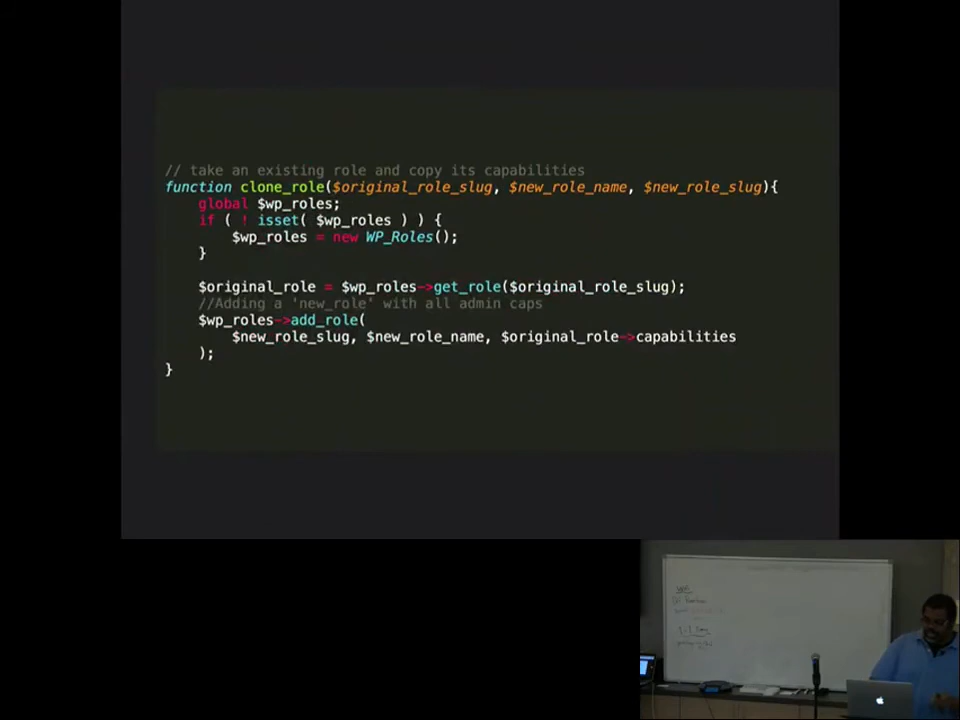 // take an existing role and copy its capabilities
function clone_role($original_role_slug, $new_role_name, $new_role_slug){
global $wp_roles;
if ( ! isset( $wp_roles ) ) {
$wp_roles = new WP_Roles();
}
$original_role = $wp_roles->get_role($original_role_slug);
//Adding a 'new_role' with all admin caps
$wp_roles->add_role(
$new_role_slug, $new_role_name, $original_role->capabilities
);
}